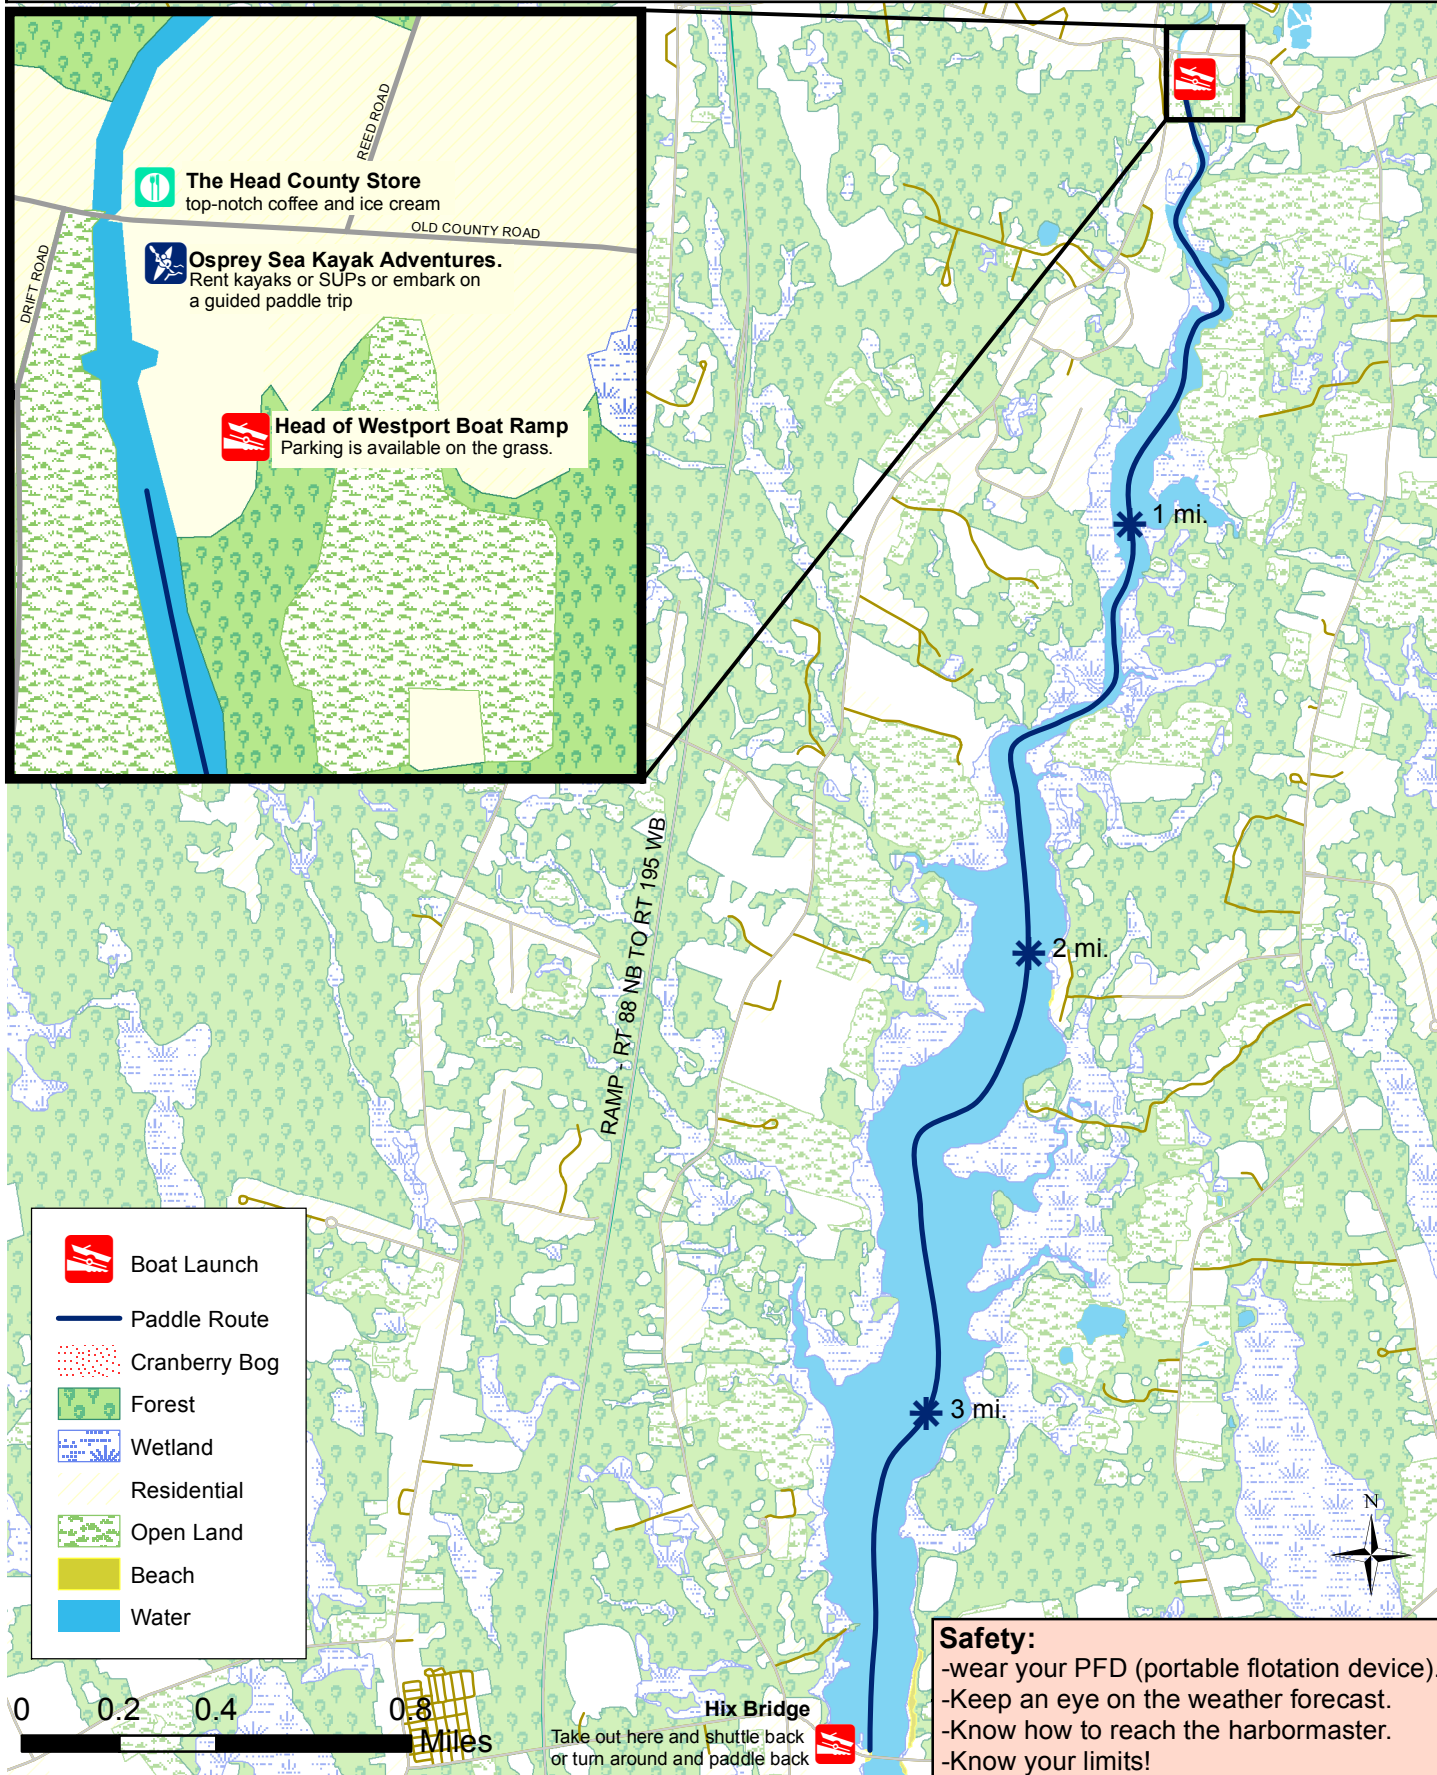 REED ROAD
The Head County Store
top-notch coffee and ice cream
OLD COUNTY ROAD
DRIFT ROAD
Osprey Sea Kayak Adventures.
Rent kayaks or SUPs or embark on
a guided paddle trip
Head of Westport Boat Ramp
Parking is available on the grass.
1 mi.
2 mi.
RAMP - RT 88 NB TO RT 195 WB
3 mi.
Boat Launch
Paddle Route
Cranberry Bog
Forest
Wetland
Residential
Open Land
Beach
Water
N
0 0.2 0.4 0.8
Miles
Hix Bridge
Take out here and shuttle back
or turn around and paddle back
Safety:
-wear your PFD (portable flotation device).
-Keep an eye on the weather forecast.
-Know how to reach the harbormaster.
-Know your limits!